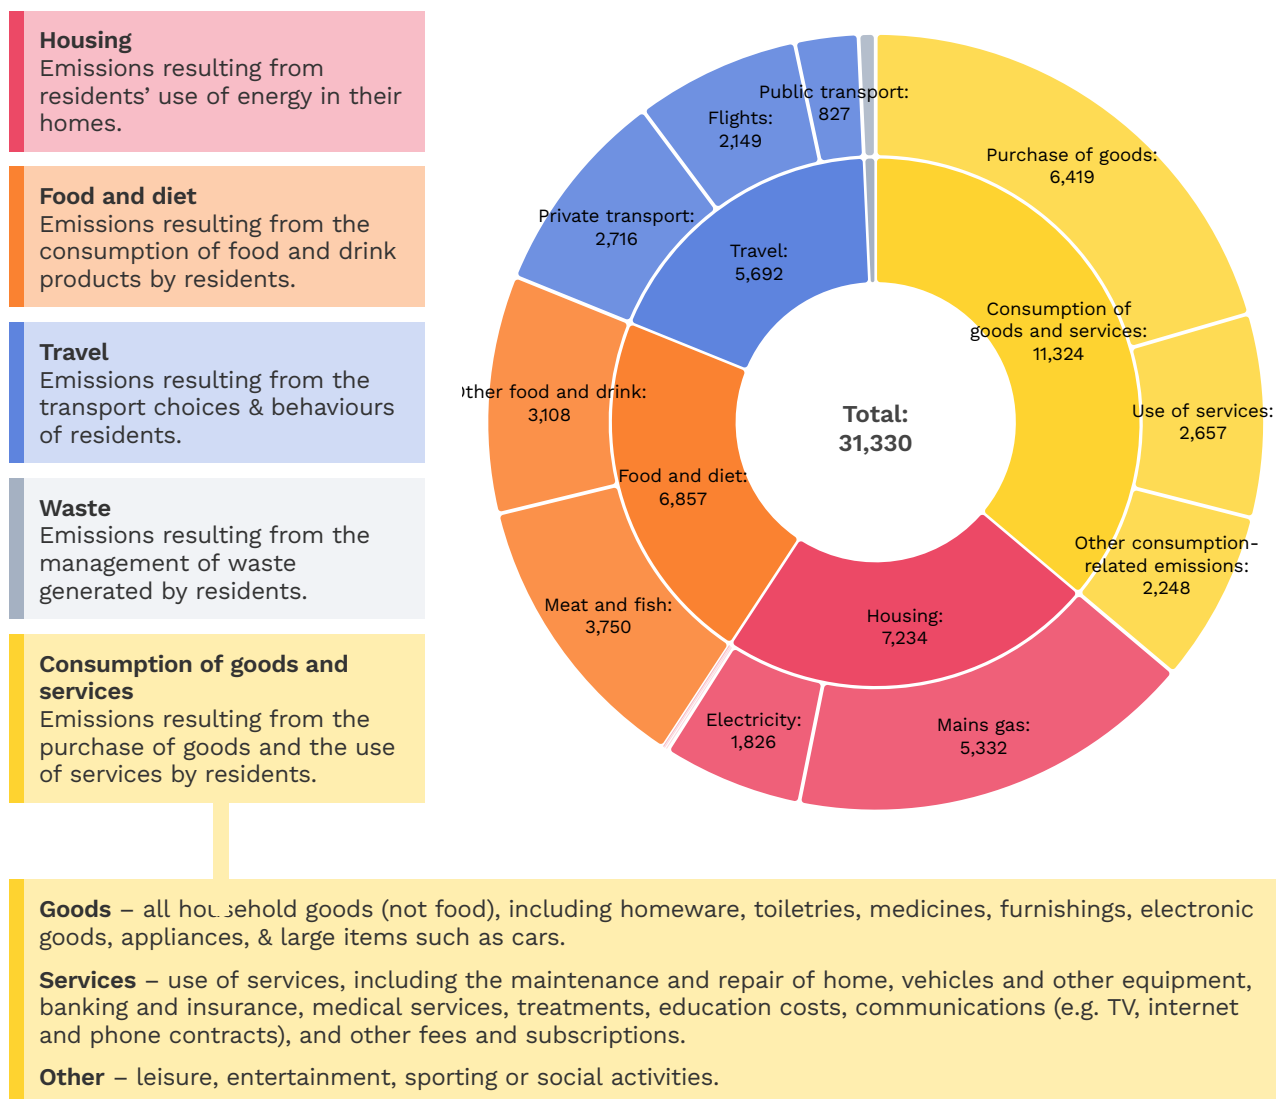 Housing
Emissions resulting from
residents’ use of energy in their
homes.
Food and diet
Emissions resulting from the
consumption of food and drink
products by residents.
Travel
Emissions resulting from the
transport choices & behaviours
of residents.
Waste
Emissions resulting from the
management of waste
generated by residents.
Consumption of goods and
services
Emissions resulting from the
purchase of goods and the use
of services by residents.
Public transport:
827
Flights:
2,149
Purchase of goods:
6,419
Private transport:
2,716
Travel:
5,692
Consumption of
goods and services:
11,324
ther food and drink:
3,108
Total:
31,330
Use of services:
2,657
Food and diet:
6,857
Other consumption-
related emissions:
2,248
Meat and fish:
3,750
Housing:
7,234
Electricity:
1,826
Mains gas:
5,332
Goods – all household goods (not food), including homeware, toiletries, medicines, furnishings, electronic
goods, appliances, & large items such as cars.
Services – use of services, including the maintenance and repair of home, vehicles and other equipment,
banking and insurance, medical services, treatments, education costs, communications (e.g. TV, internet
and phone contracts), and other fees and subscriptions.
Other – leisure, entertainment, sporting or social activities.